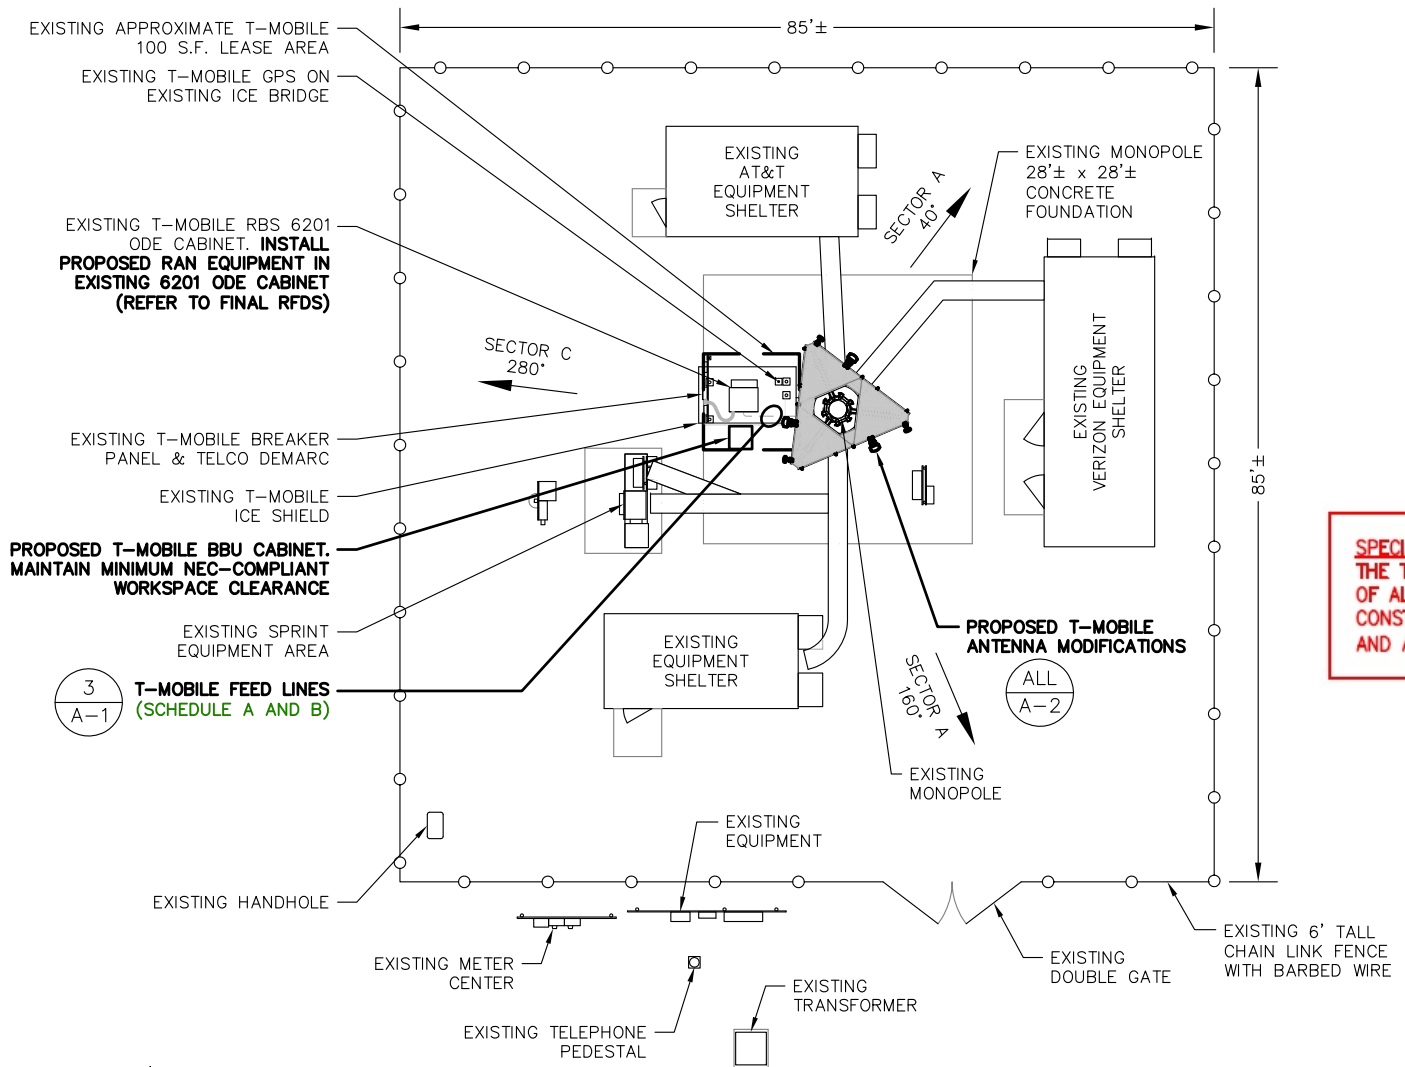 EXISTING APPROXIMATE T-MOBILE
100 S.F. LEASE AREA
EXISTING T-MOBILE GPS ON
EXISTING ICE BRIDGE
EXISTING T-MOBILE RBS 6201
ODE CABINET. INSTALL
PROPOSED RAN EQUIPMENT IN
EXISTING 6201 ODE CABINET
(REFER TO FINAL RFDS)
EXISTING T-MOBILE BREAKER
PANEL & TELCO DEMARC
EXISTING T-MOBILE
ICE SHIELD
PROPOSED T-MOBILE BBU CABINET.
MAINTAIN MINIMUM NEC-COMPLIANT
WORKSPACE CLEARANCE
EXISTING SPRINT
EQUIPMENT AREA
3
A-1
T-MOBILE FEED LINES
(SCHEDULE A AND B)
EXISTING HANDHOLE
85'±
EXISTING
AT&T
EQUIPMENT
SHELTER
SECTOR A
40°
EXISTING MONOPOLE
28'± x 28'±
CONCRETE
FOUNDATION
SECTOR C
280°
EXISTING
VERIZON EQUIPMENT
SHELTER
85'±
EXISTING
EQUIPMENT
SHELTER
SECTOR A
160°
PROPOSED T-MOBILE
ANTENNA MODIFICATIONS
ALL
A-2
EXISTING
MONOPOLE
EXISTING
EQUIPMENT
EXISTING METER
CENTER
EXISTING TELEPHONE
PEDESTAL
EXISTING
TRANSFORMER
EXISTING
DOUBLE GATE
EXISTING 6' TALL
CHAIN LINK FENCE
WITH BARBED WIRE
SPECI
THE T
OF AL
CONST
AND A